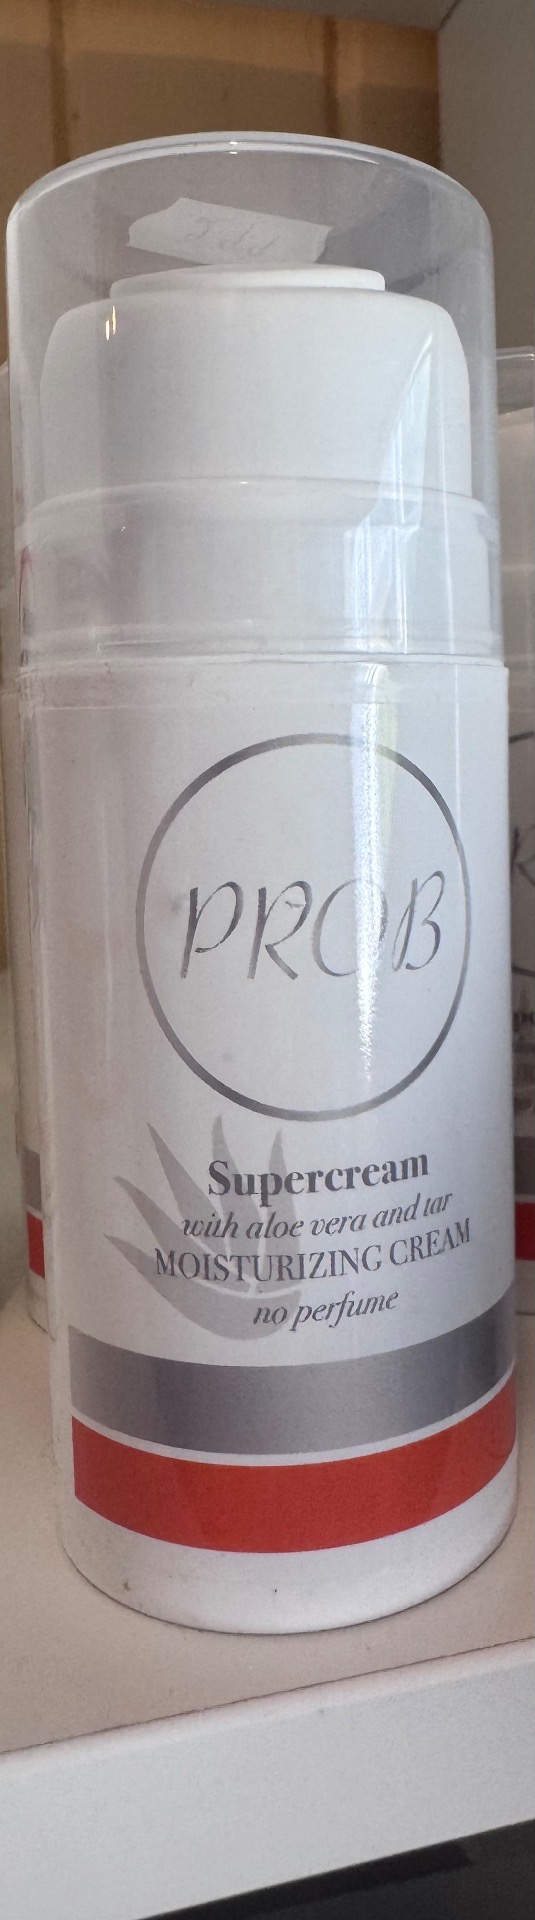 PROB
Supercream
with aloe vera and tar
MOISTURIZING CREAM
no perfume